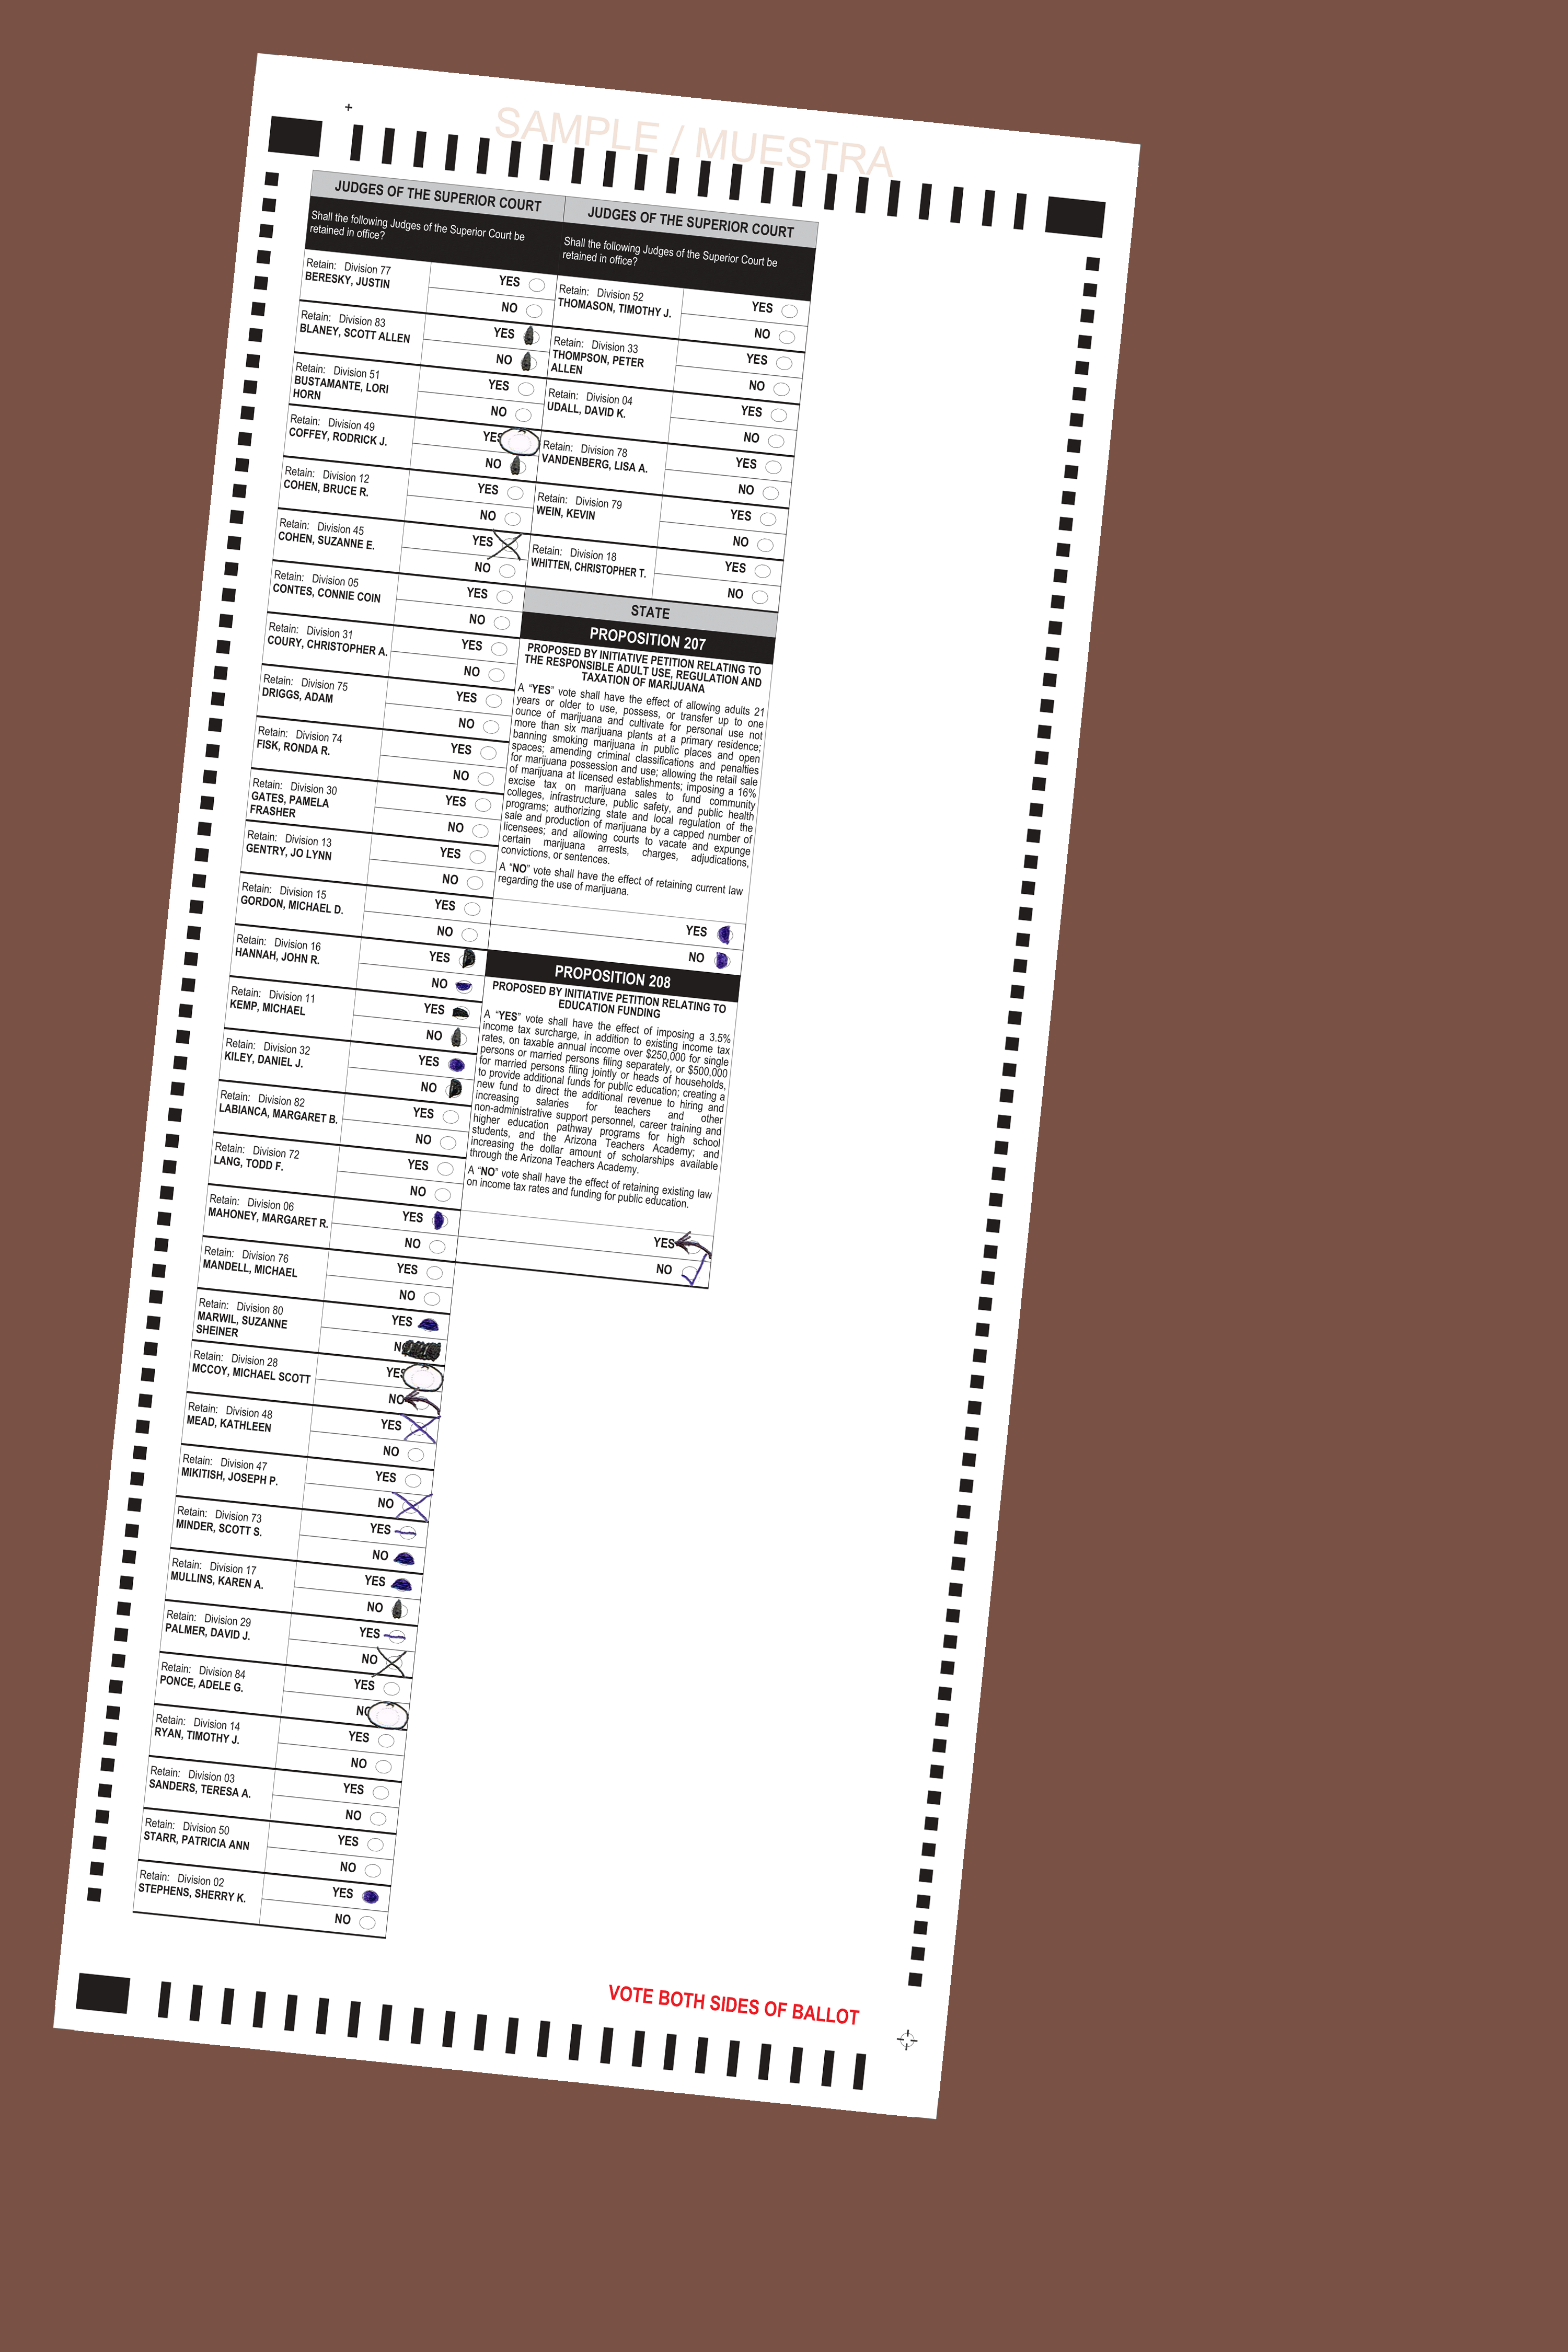 SAMPLE / MUESTRA
JUDGES OF THE SUPERIOR COURT
Shall the following Judges of the Superior Court be
retained in office?
Retain: Division 77
BERESKY, JUSTIN
YES
NO
Retain: Division 83
BLANEY, SCOTT ALLEN
YES
NO
Retain: Division 51
BUSTAMANTE, LORI
HORN
YES
NO
Retain: Division 49
COFFEY, RODRICK J.
YES
NO
Retain: Division 12
COHEN, BRUCE R.
YES
NO
Retain: Division 45
COHEN, SUZANNE E.
YES
NO
Retain: Division 05
CONTES, CONNIE COIN
YES
NO
Retain: Division 31
COURY, CHRISTOPHER A.
YES
NO
Retain: Division 75
DRIGGS, ADAM
YES
NO
Retain: Division 74
FISK, RONDA R.
YES
NO
Retain: Division 30
GATES, PAMELA
FRASHER
YES
NO
Retain: Division 13
GENTRY, JO LYNN
YES
NO
Retain: Division 15
GORDON, MICHAEL D.
YES
NO
Retain: Division 16
HANNAH, JOHN R.
YES
NO
Retain: Division 11
KEMP, MICHAEL
YES
NO
Retain: Division 32
KILEY, DANIEL J.
YES
NO
Retain: Division 82
LABIANCA, MARGARET B.
YES
NO
Retain: Division 72
LANG, TODD F.
YES
NO
Retain: Division 06
MAHONEY, MARGARET R.
YES
NO
Retain: Division 76
MANDELL, MICHAEL
YES
NO
Retain: Division 80
MARWIL, SUZANNE
SHEINER
YES
NO
Retain: Division 28
MCCOY, MICHAEL SCOTT
YES
NO
Retain: Division 48
MEAD, KATHLEEN
YES
NO
Retain: Division 47
MIKITISH, JOSEPH P.
YES
NO
Retain: Division 73
MINDER, SCOTT S.
YES
NO
Retain: Division 17
MULLINS, KAREN A.
YES
NO
Retain: Division 29
PALMER, DAVID J.
YES
NO
Retain: Division 84
PONCE, ADELE G.
YES
NO
Retain: Division 14
RYAN, TIMOTHY J.
YES
NO
Retain: Division 03
SANDERS, TERESA A.
YES
NO
Retain: Division 50
STARR, PATRICIA ANN
YES
NO
Retain: Division 02
STEPHENS, SHERRY K.
YES
NO
JUDGES OF THE SUPERIOR COURT
Shall the following Judges of the Superior Court be
retained in office?
Retain: Division 52
THOMASON, TIMOTHY J.
YES
NO
Retain: Division 33
THOMPSON, PETER
ALLEN
YES
NO
Retain: Division 04
UDALL, DAVID K.
YES
NO
Retain: Division 78
VANDENBERG, LISA A.
YES
NO
Retain: Division 79
WEIN, KEVIN
YES
NO
Retain: Division 18
WHITTEN, CHRISTOPHER T.
YES
NO
STATE
PROPOSITION 207
PROPOSED BY INITIATIVE PETITION RELATING TO
THE RESPONSIBLE ADULT USE, REGULATION AND
TAXATION OF MARIJUANA
A “YES” vote shall have the effect of allowing adults 21
years or older to use, possess, or transfer up to one
ounce of marijuana and cultivate for personal use not
more than six marijuana plants at a primary residence;
banning smoking marijuana in public places and open
spaces; amending criminal classifications and penalties
for marijuana possession and use; allowing the retail sale
of marijuana at licensed establishments; imposing a 16%
excise tax on marijuana sales to fund community
colleges, infrastructure, public safety, and public health
programs; authorizing state and local regulation of the
sale and production of marijuana by a capped number of
licensees; and allowing courts to vacate and expunge
certain marijuana arrests, charges, adjudications,
convictions, or sentences.
A “NO” vote shall have the effect of retaining current law
regarding the use of marijuana.
YES
NO
PROPOSITION 208
PROPOSED BY INITIATIVE PETITION RELATING TO
EDUCATION FUNDING
A “YES” vote shall have the effect of imposing a 3.5%
income tax surcharge, in addition to existing income tax
rates, on taxable annual income over $250,000 for single
persons or married persons filing separately, or $500,000
for married persons filing jointly or heads of households,
to provide additional funds for public education; creating a
new fund to direct the additional revenue to hiring and
increasing salaries for teachers and other
non-administrative support personnel, career training and
higher education pathway programs for high school
students, and the Arizona Teachers Academy; and
increasing the dollar amount of scholarships available
through the Arizona Teachers Academy.
A “NO” vote shall have the effect of retaining existing law
on income tax rates and funding for public education.
YES
NO
VOTE BOTH SIDES OF BALLOT